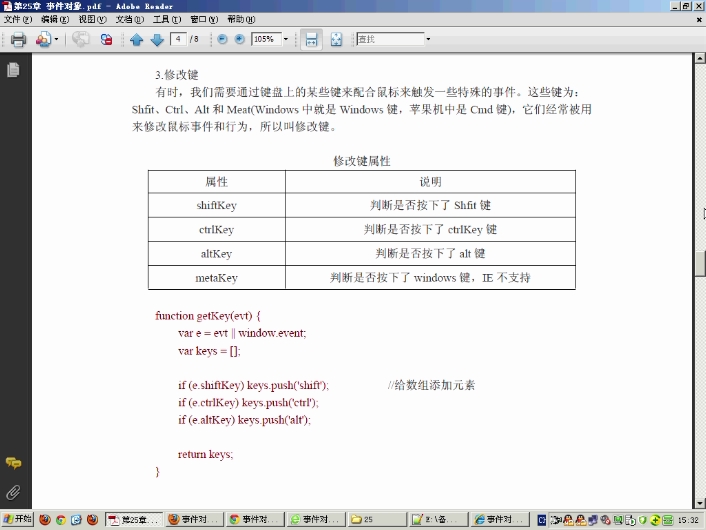 第25章 事件对象.pdf - Adobe Reader
文件(F) 编辑(E) 视图(V) 文档(D) 工具(T) 窗口(W) 帮助(H)
4 / 8 105% 查找
3.修改键
有时，我们需要通过键盘上的某些键来配合鼠标来触发一些特殊的事件。这些键为：
Shfit、Ctrl、Alt 和 Meat(Windows 中就是 Windows 键，苹果机中是 Cmd 键)，它们经常被用
来修改鼠标事件和行为，所以叫修改键。
修改键属性
属性 说明
shiftKey 判断是否按下了 Shfit 键
ctrlKey 判断是否按下了 ctrlKey 键
altKey 判断是否按下了 alt 键
metaKey 判断是否按下了 windows 键，IE 不支持
function getKey(evt) {
var e = evt || window.event;
var keys = [];
if (e.shiftKey) keys.push('shift'); //给数组添加元素
if (e.ctrlKey) keys.push('ctrl');
if (e.altKey) keys.push('alt');
return keys;
}
开始 第25章... 事件对... 事件对... 事件对... 25 E:\备... 事件对... 15:32